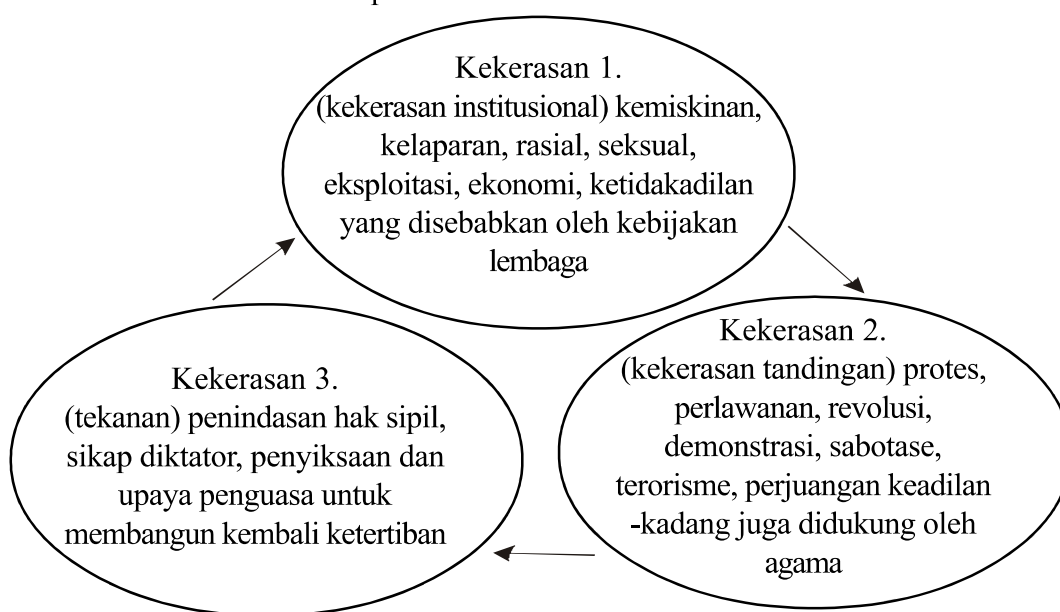 Kekerasan 1.
(kekerasan institusional) kemiskinan,
kelaparan, rasial, seksual,
eksploitasi, ekonomi, ketidakadilan
yang disebabkan oleh kebijakan
lembaga
Kekerasan 2.
(kekerasan tandingan) protes,
perlawanan, revolusi,
demonstrasi, sabotase,
terorisme, perjuangan keadilan
-kadang juga didukung oleh
agama
Kekerasan 3.
(tekanan) penindasan hak sipil,
sikap diktator, penyiksaan dan
upaya penguasa untuk
membangun kembali ketertiban